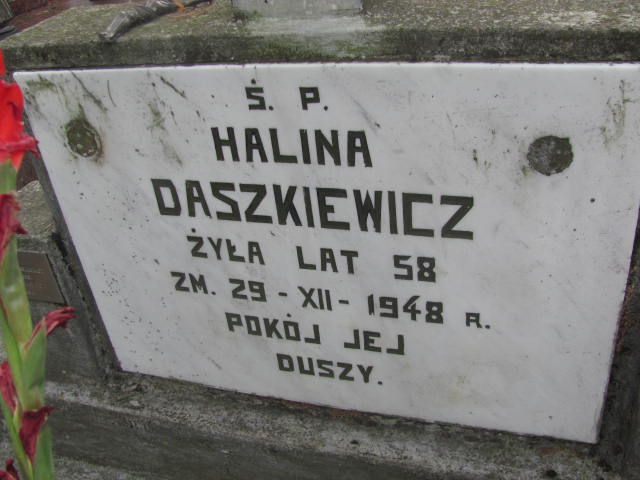 Ś. P.
HALINA
DASZKIEWICZ
ŻYŁA LAT 58
ZM. 29 - XII - 1948 R.
POKÓJ JEJ
DUSZY.